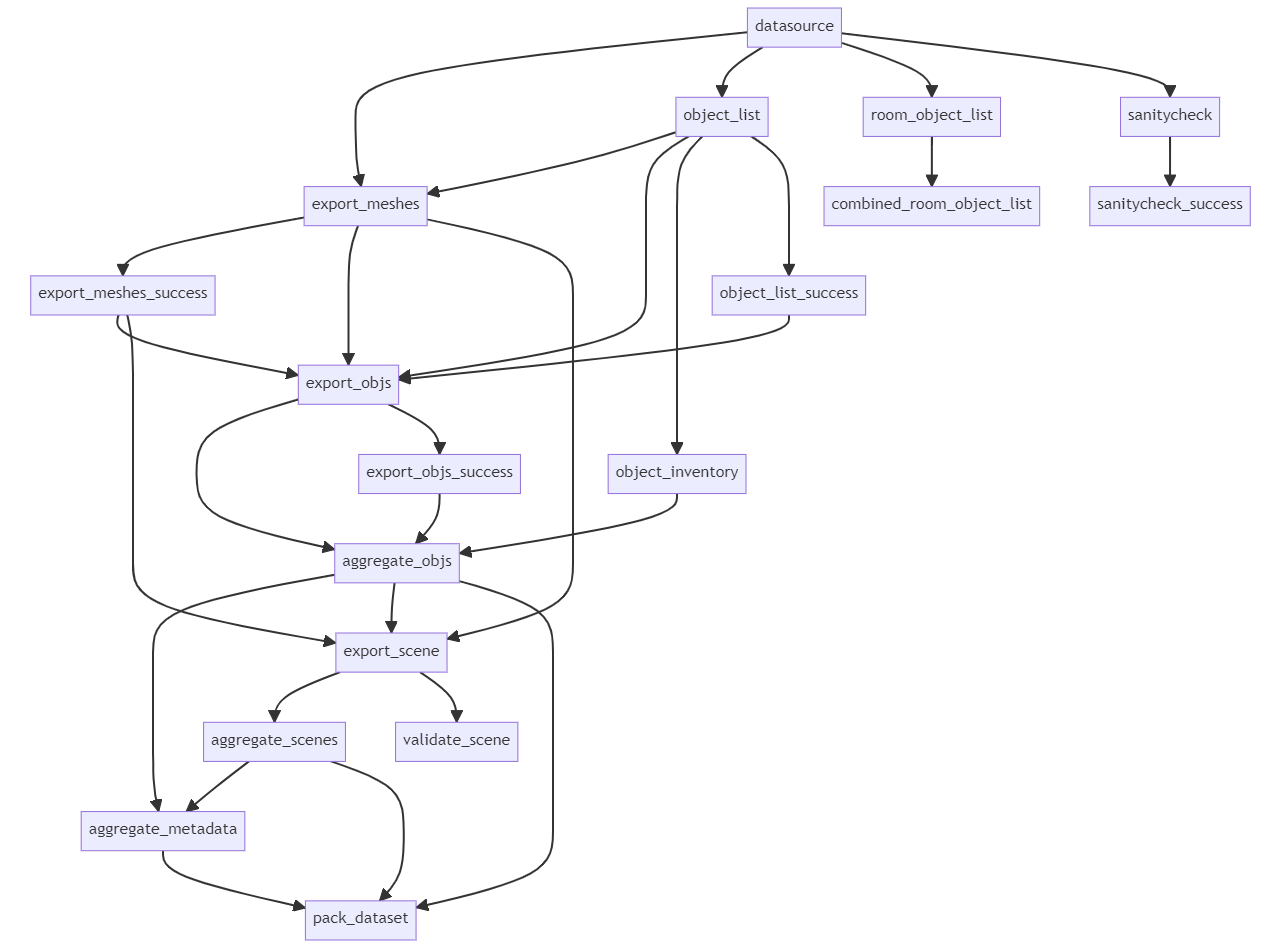 datasource
object_list
room_object_list
sanitycheck
export_meshes
combined_room_object_list
sanitycheck_success
export_meshes_success
object_list_success
export_objs
export_objs_success
object_inventory
aggregate_objs
export_scene
aggregate_scenes
validate_scene
aggregate_metadata
pack_dataset